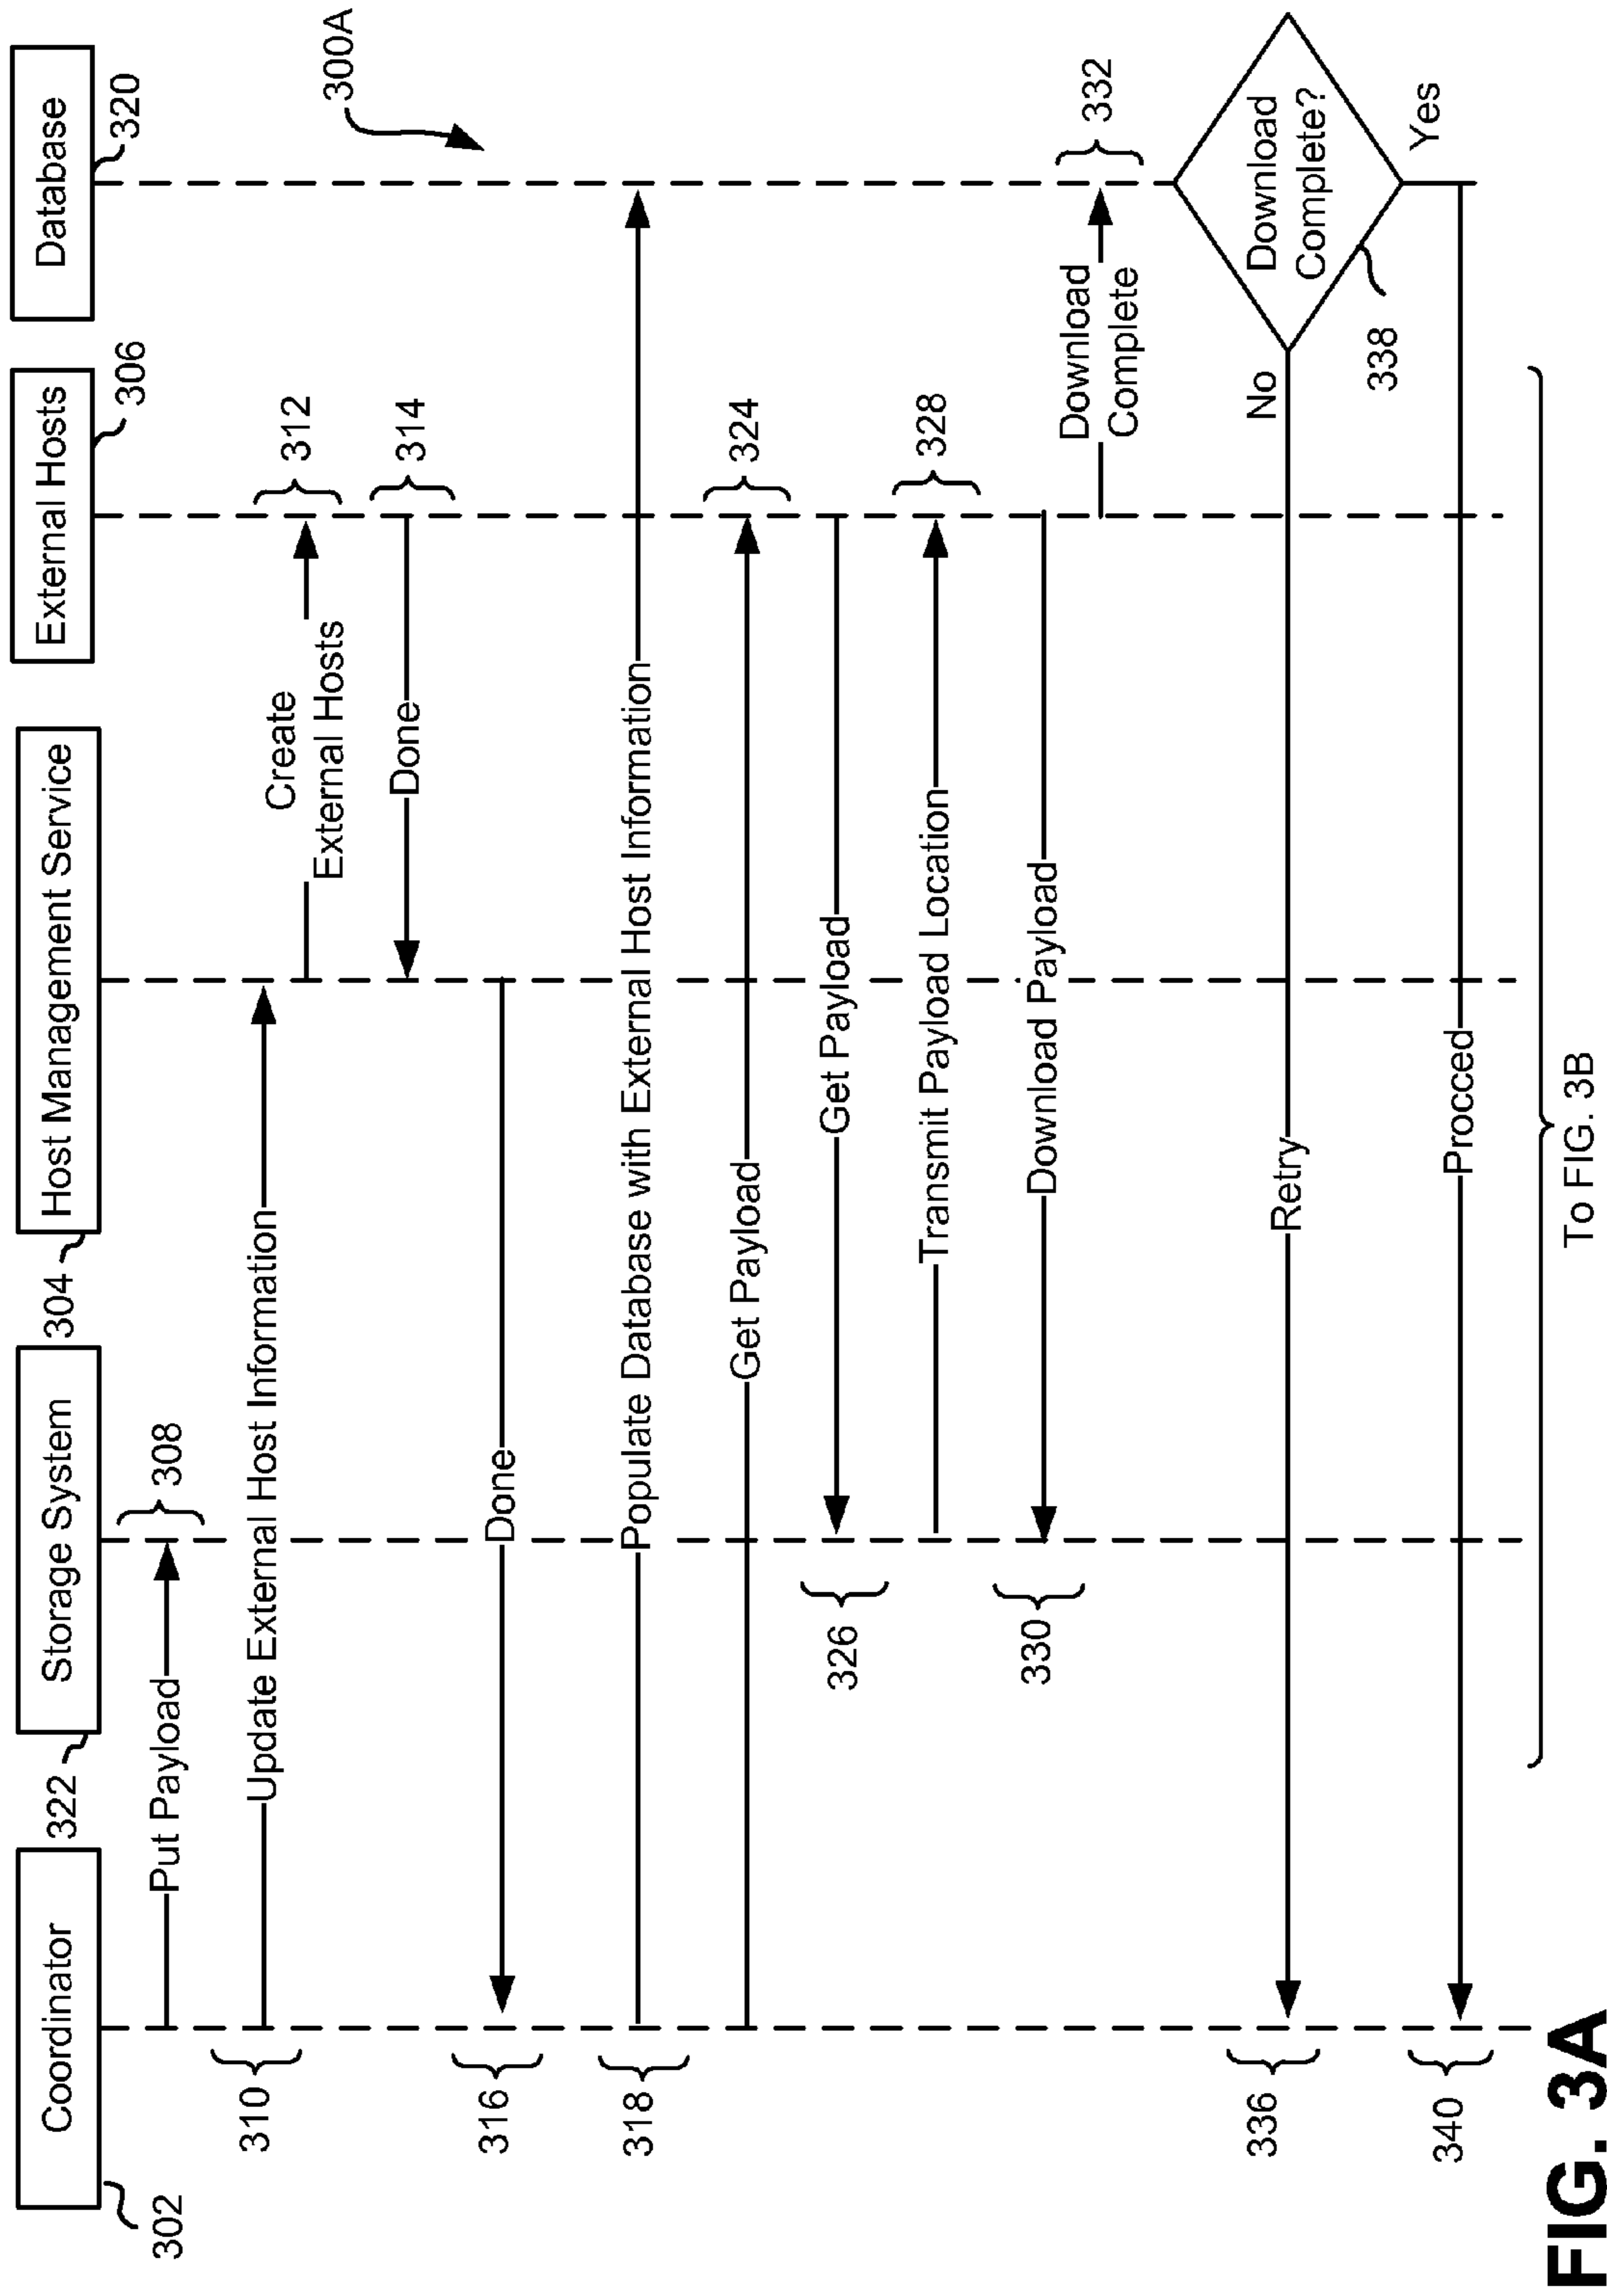 Coordinator
Storage System
Host Management Service
External Hosts
Database
302
322
304
306
320
300A
Put Payload
308
310
Update External Host Information
Create
External Hosts
312
Done
314
316
Done
318
Populate Database with External Host Information
Get Payload
324
326
Get Payload
Transmit Payload Location
328
330
Download Payload
Download
Complete
332
Download
Complete?
338
No
Yes
336
Retry
340
Procced
To FIG. 3B
FIG. 3A